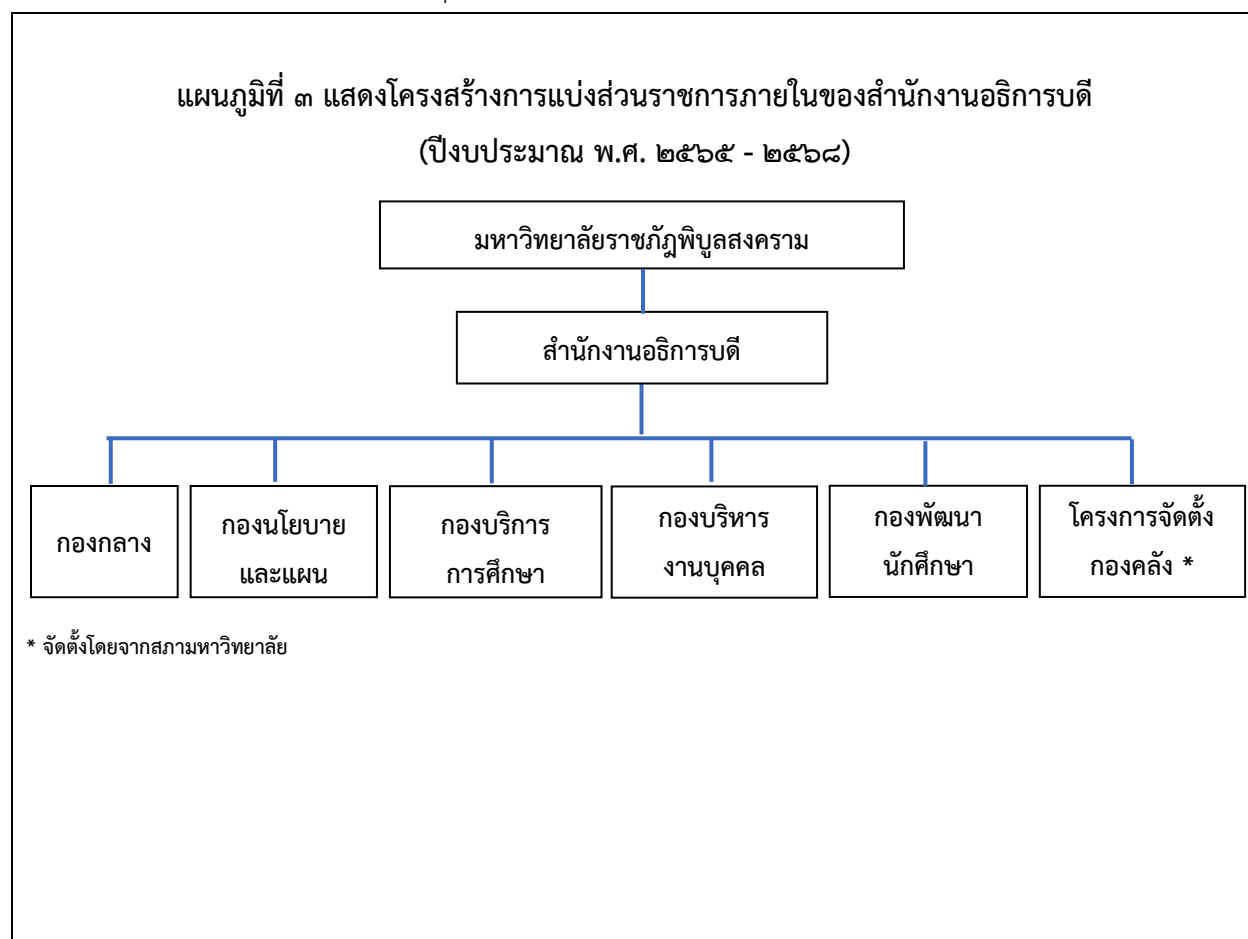 แผนภูมิที่ ๓ แสดงโครงสร้างการแบ่งส่วนราชการภายในของสำนักงานอธิการบดี
(ปีงบประมาณ พ.ศ. ๒๕๖๕ - ๒๕๖๘)
มหาวิทยาลัยราชภัฏพิบูลสงคราม
สำนักงานอธิการบดี
กองกลาง
กองนโยบาย
และแผน
กองบริการ
การศึกษา
กองบริหาร
งานบุคคล
กองพัฒนา
นักศึกษา
โครงการจัดตั้ง
กองคลัง *
* จัดตั้งโดยจากสภามหาวิทยาลัย